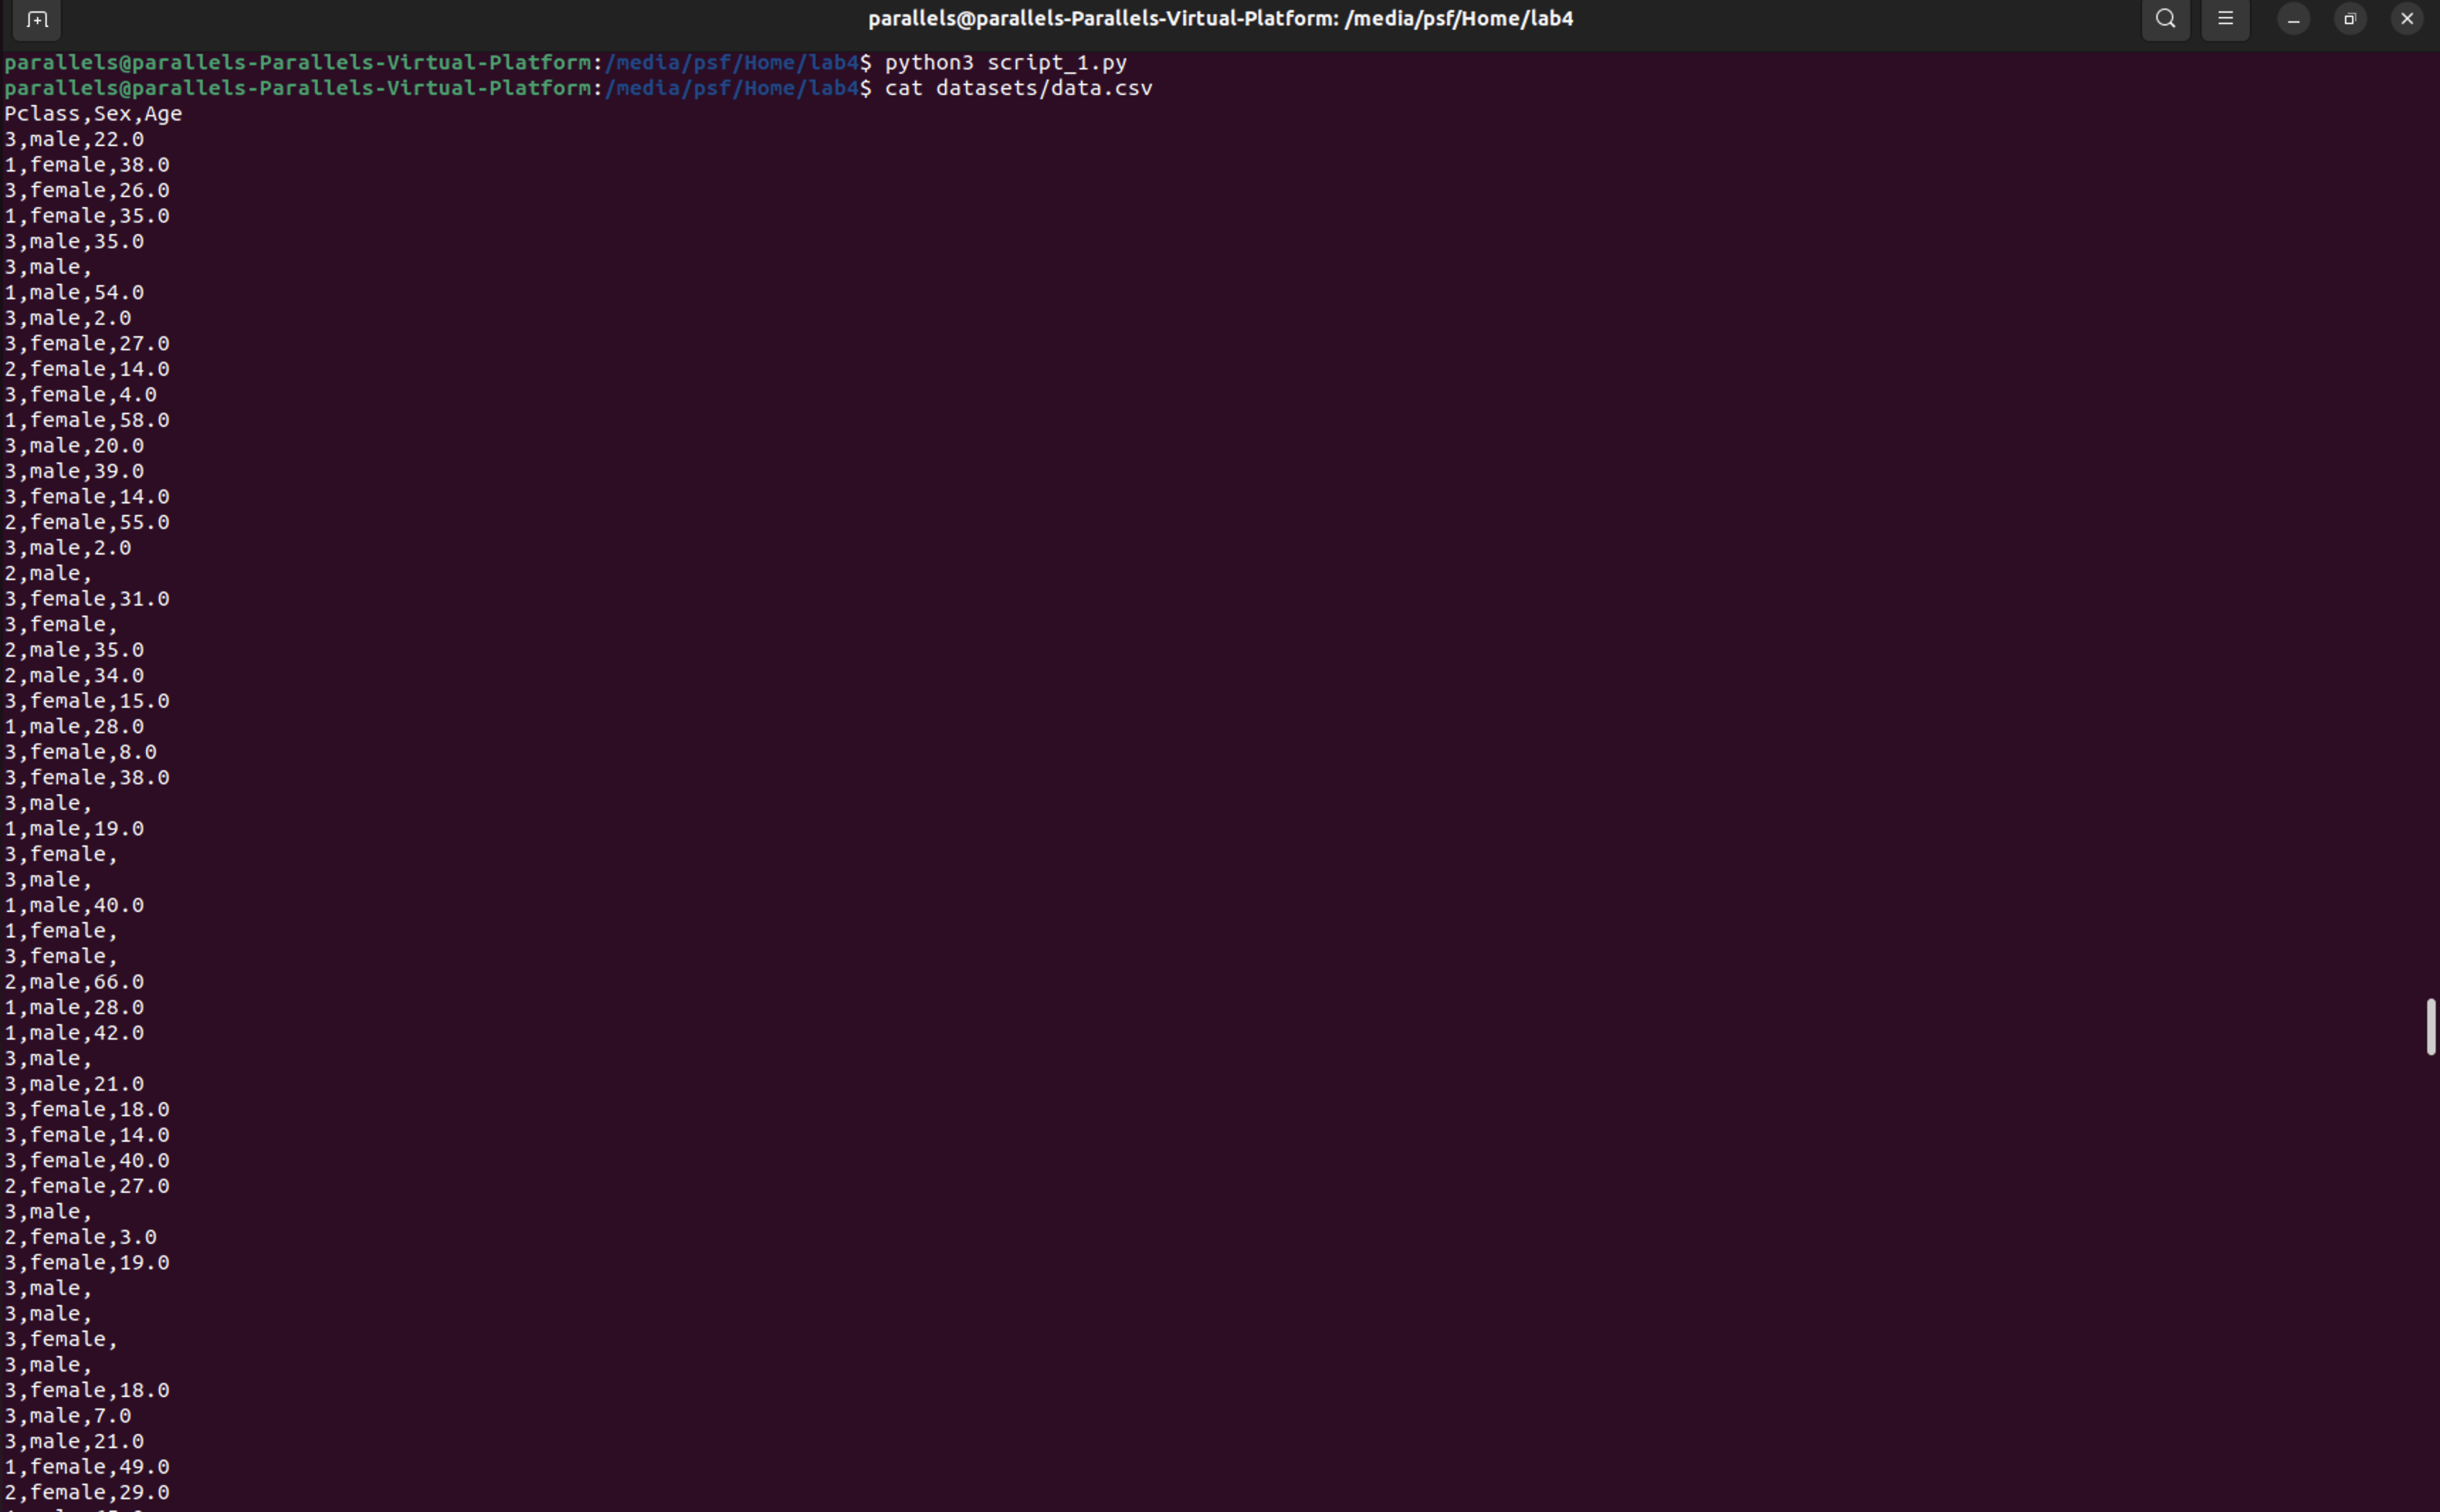 parallels@parallels-Parallels-Virtual-Platform: /media/psf/Home/lab4
parallels@parallels-Parallels-Virtual-Platform:/media/psf/Home/lab4$ python3 script_1.py
parallels@parallels-Parallels-Virtual-Platform:/media/psf/Home/lab4$ cat datasets/data.csv
Pclass,Sex,Age
3,male,22.0
1,female,38.0
3,female,26.0
1,female,35.0
3,male,35.0
3,male,
1,male,54.0
3,male,2.0
3,female,27.0
2,female,14.0
3,female,4.0
1,female,58.0
3,male,20.0
3,male,39.0
3,female,14.0
2,female,55.0
3,male,2.0
2,male,
3,female,31.0
3,female,
2,male,35.0
2,male,34.0
3,female,15.0
1,male,28.0
3,female,8.0
3,female,38.0
3,male,
1,male,19.0
3,female,
3,male,
1,male,40.0
1,female,
3,female,
2,male,66.0
1,male,28.0
1,male,42.0
3,male,
3,male,21.0
3,female,18.0
3,female,14.0
3,female,40.0
2,female,27.0
3,male,
2,female,3.0
3,female,19.0
3,male,
3,male,
3,female,
3,male,
3,female,18.0
3,male,7.0
3,male,21.0
1,female,49.0
2,female,29.0